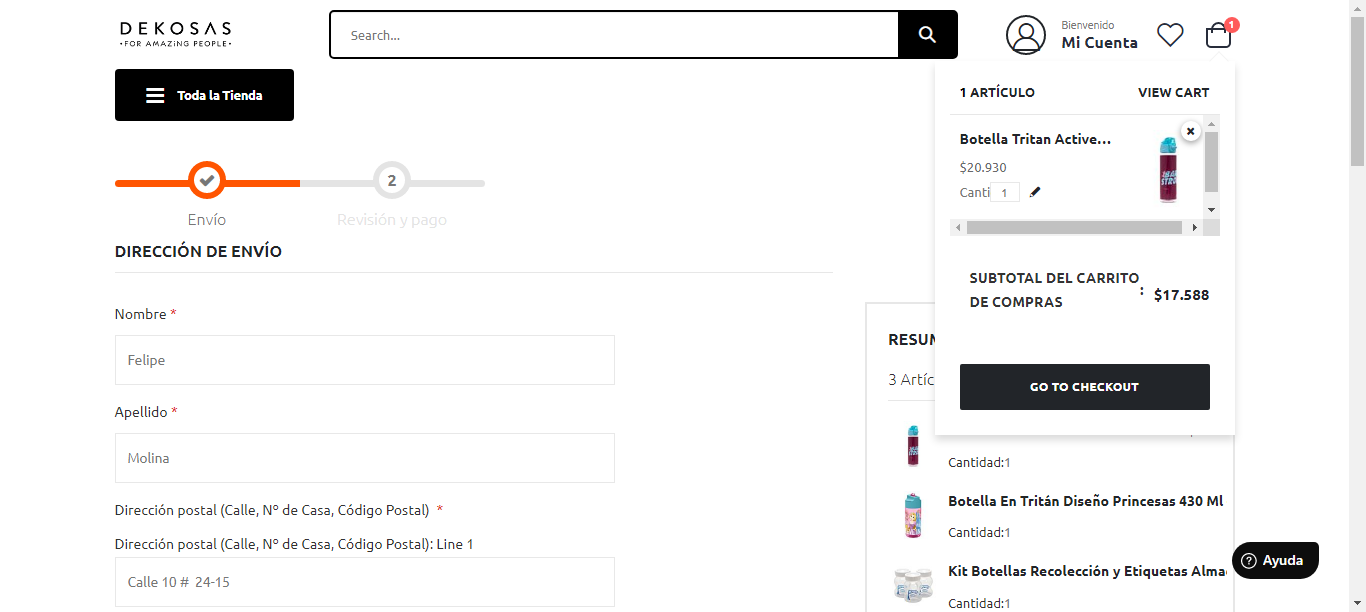 DEKOSAS
•FOR AMAZING PEOPLE•
Search...
Bienvenido
Mi Cuenta
1
Toda la Tienda
1 ARTÍCULO
VIEW CART
Botella Tritan Active...
$20.930
Canti
1
SUBTOTAL DEL CARRITO
DE COMPRAS
:
$17.588
GO TO CHECKOUT
2
Envío
Revisión y pago
DIRECCIÓN DE ENVÍO
Nombre *
Felipe
Apellido *
Molina
Dirección postal (Calle, Nº de Casa, Código Postal) *
Dirección postal (Calle, Nº de Casa, Código Postal): Line 1
Calle 10 # 24-15
RESUM
3 Artíc
Cantidad:1
Botella En Tritán Diseño Princesas 430 Ml
Cantidad:1
Kit Botellas Recolección y Etiquetas Alma
Cantidad:1
Ayuda